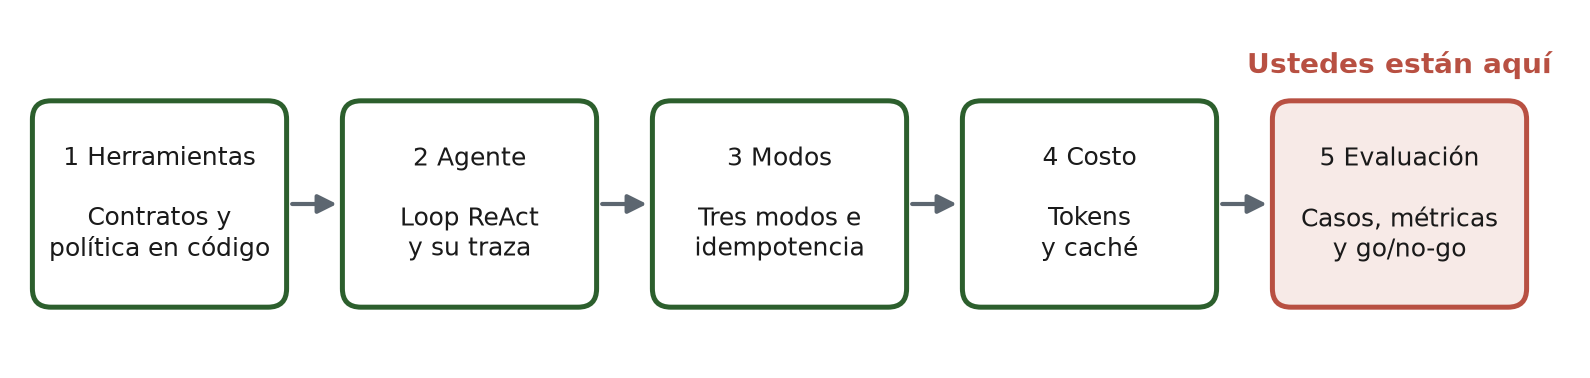 Ustedes están aquí
1 Herramientas
Contratos y
política en código
2 Agente
Loop ReAct
y su traza
3 Modos
Tres modos e
idempotencia
4 Costo
Tokens
y caché
5 Evaluación
Casos, métricas
y go/no-go